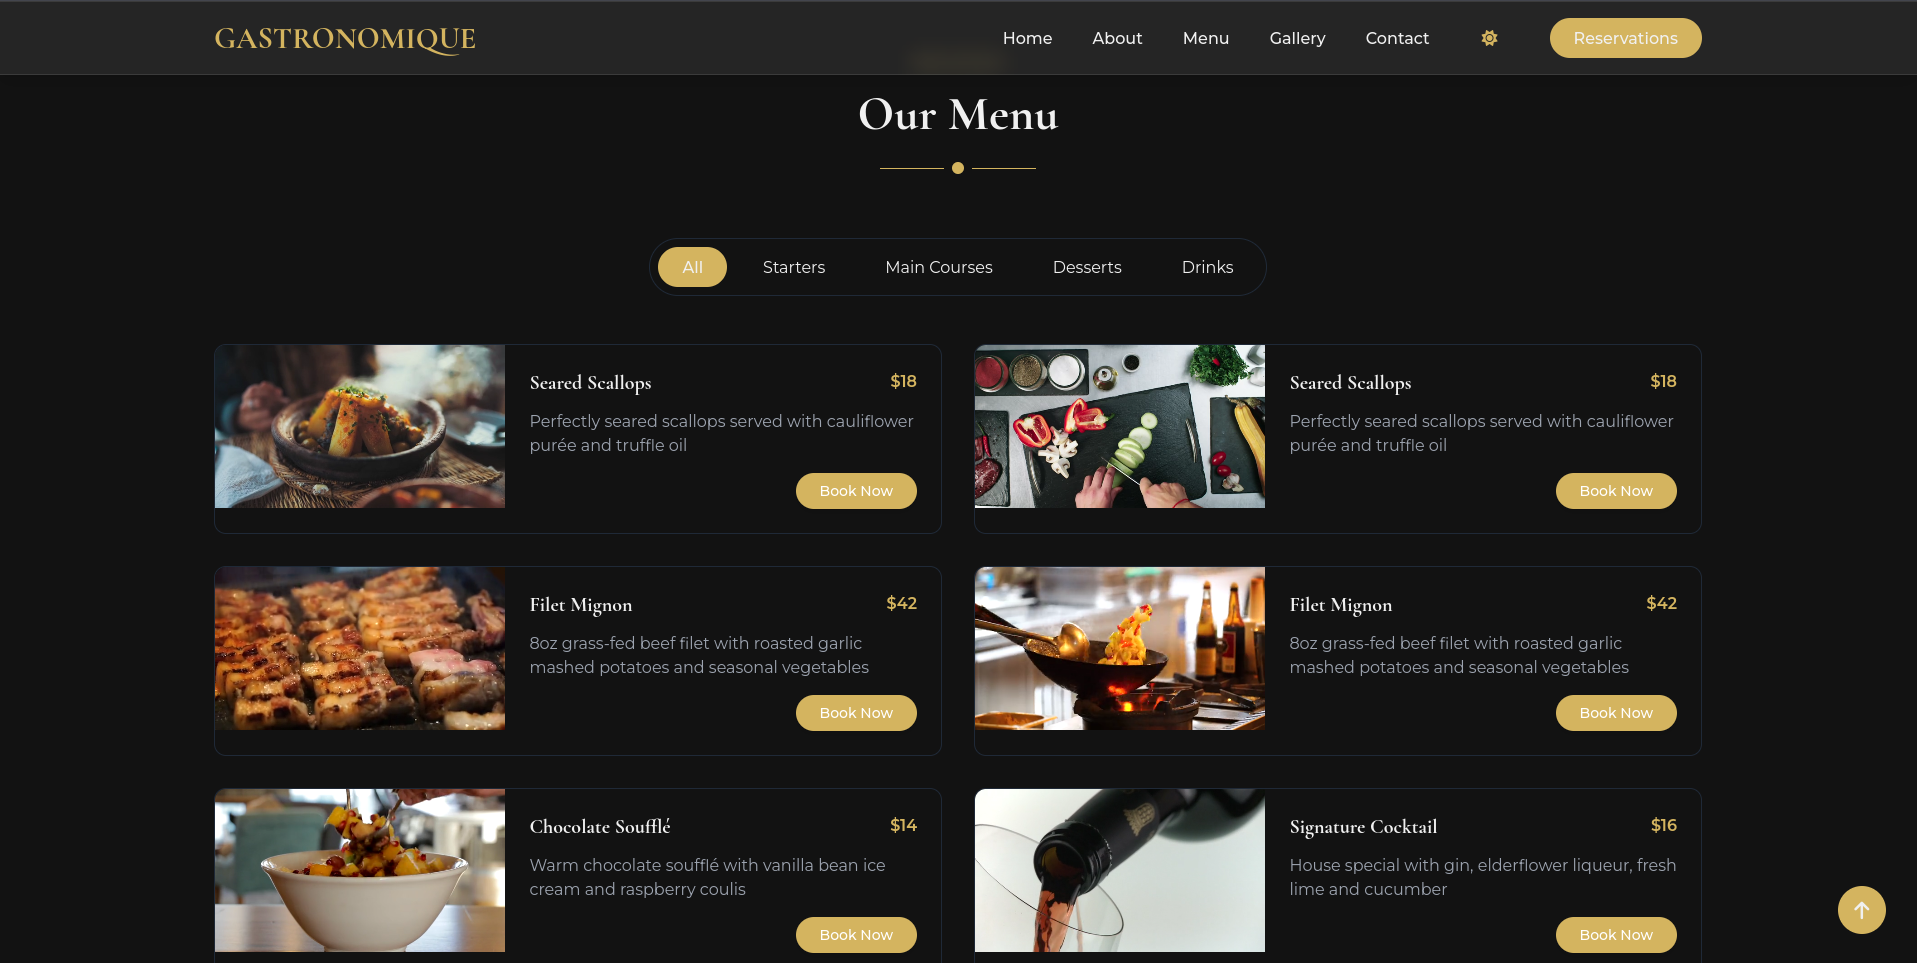 GASTRONOMIQUE
Home
About
Menu
Gallery
Contact
Reservations
Our Menu
All
Starters
Main Courses
Desserts
Drinks
Seared Scallops
$18
Perfectly seared scallops served with cauliflower
purée and truffle oil
Book Now
Seared Scallops
$18
Perfectly seared scallops served with cauliflower
purée and truffle oil
Book Now
Filet Mignon
$42
8oz grass-fed beef filet with roasted garlic
mashed potatoes and seasonal vegetables
Book Now
Filet Mignon
$42
8oz grass-fed beef filet with roasted garlic
mashed potatoes and seasonal vegetables
Book Now
Chocolate Soufflé
$14
Warm chocolate soufflé with vanilla bean ice
cream and raspberry coulis
Book Now
Signature Cocktail
$16
House special with gin, elderflower liqueur, fresh
lime and cucumber
Book Now